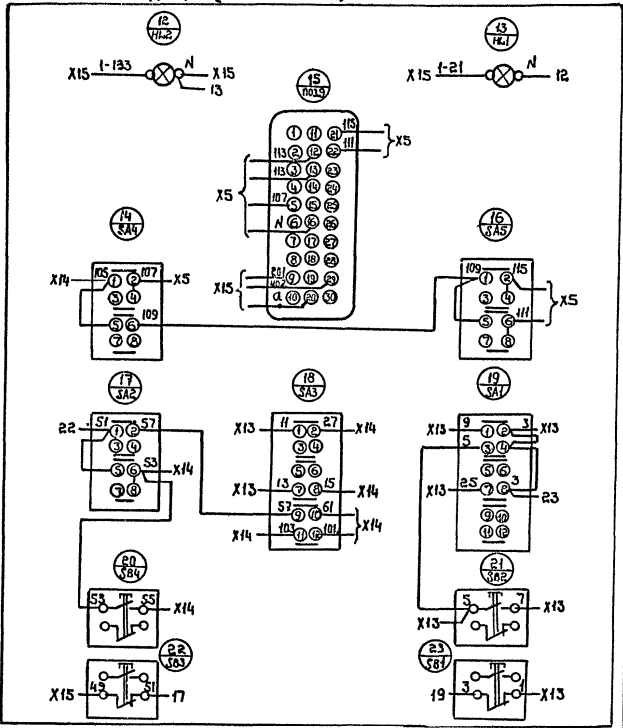 12 13
HL2 HL1
X15 1-133 N X15
13
X15 1-21 N 12
15
ПОЗ.9
1 11 21 115
2 12 22 111
X5
113
3 13 23
113
4 14 24
X5
107
5 15 25
6 16 26
N
7 17 27
8 18 28
801
9 19 29
402
X15
a 10 20 30
14
SA4
X14 105 1 2 107 X5
3 4
5 6 109
7 8
16
SA5
109 1 2 115
3 4
X5
5 6 111
7 8
17
SA2
22 51 1 2 57
3 4
5 6 53 X14
7 8
18
SA3
X13 11 1 2 27 X14
3 4
5 6
X13 13 7 8 15 X14
57 9 10 61
X14
X14 103 11 12 101
19
SA1
X13 9 1 2 3 X13
5 3 4
5 6
X13 25 7 8 3
23
9 10
11 12
20
SB4
53 55 X14
21
SB2
5 7 X13
X13
22
SB3
X15 49 51 17
23
SB1
19 3 1 X13